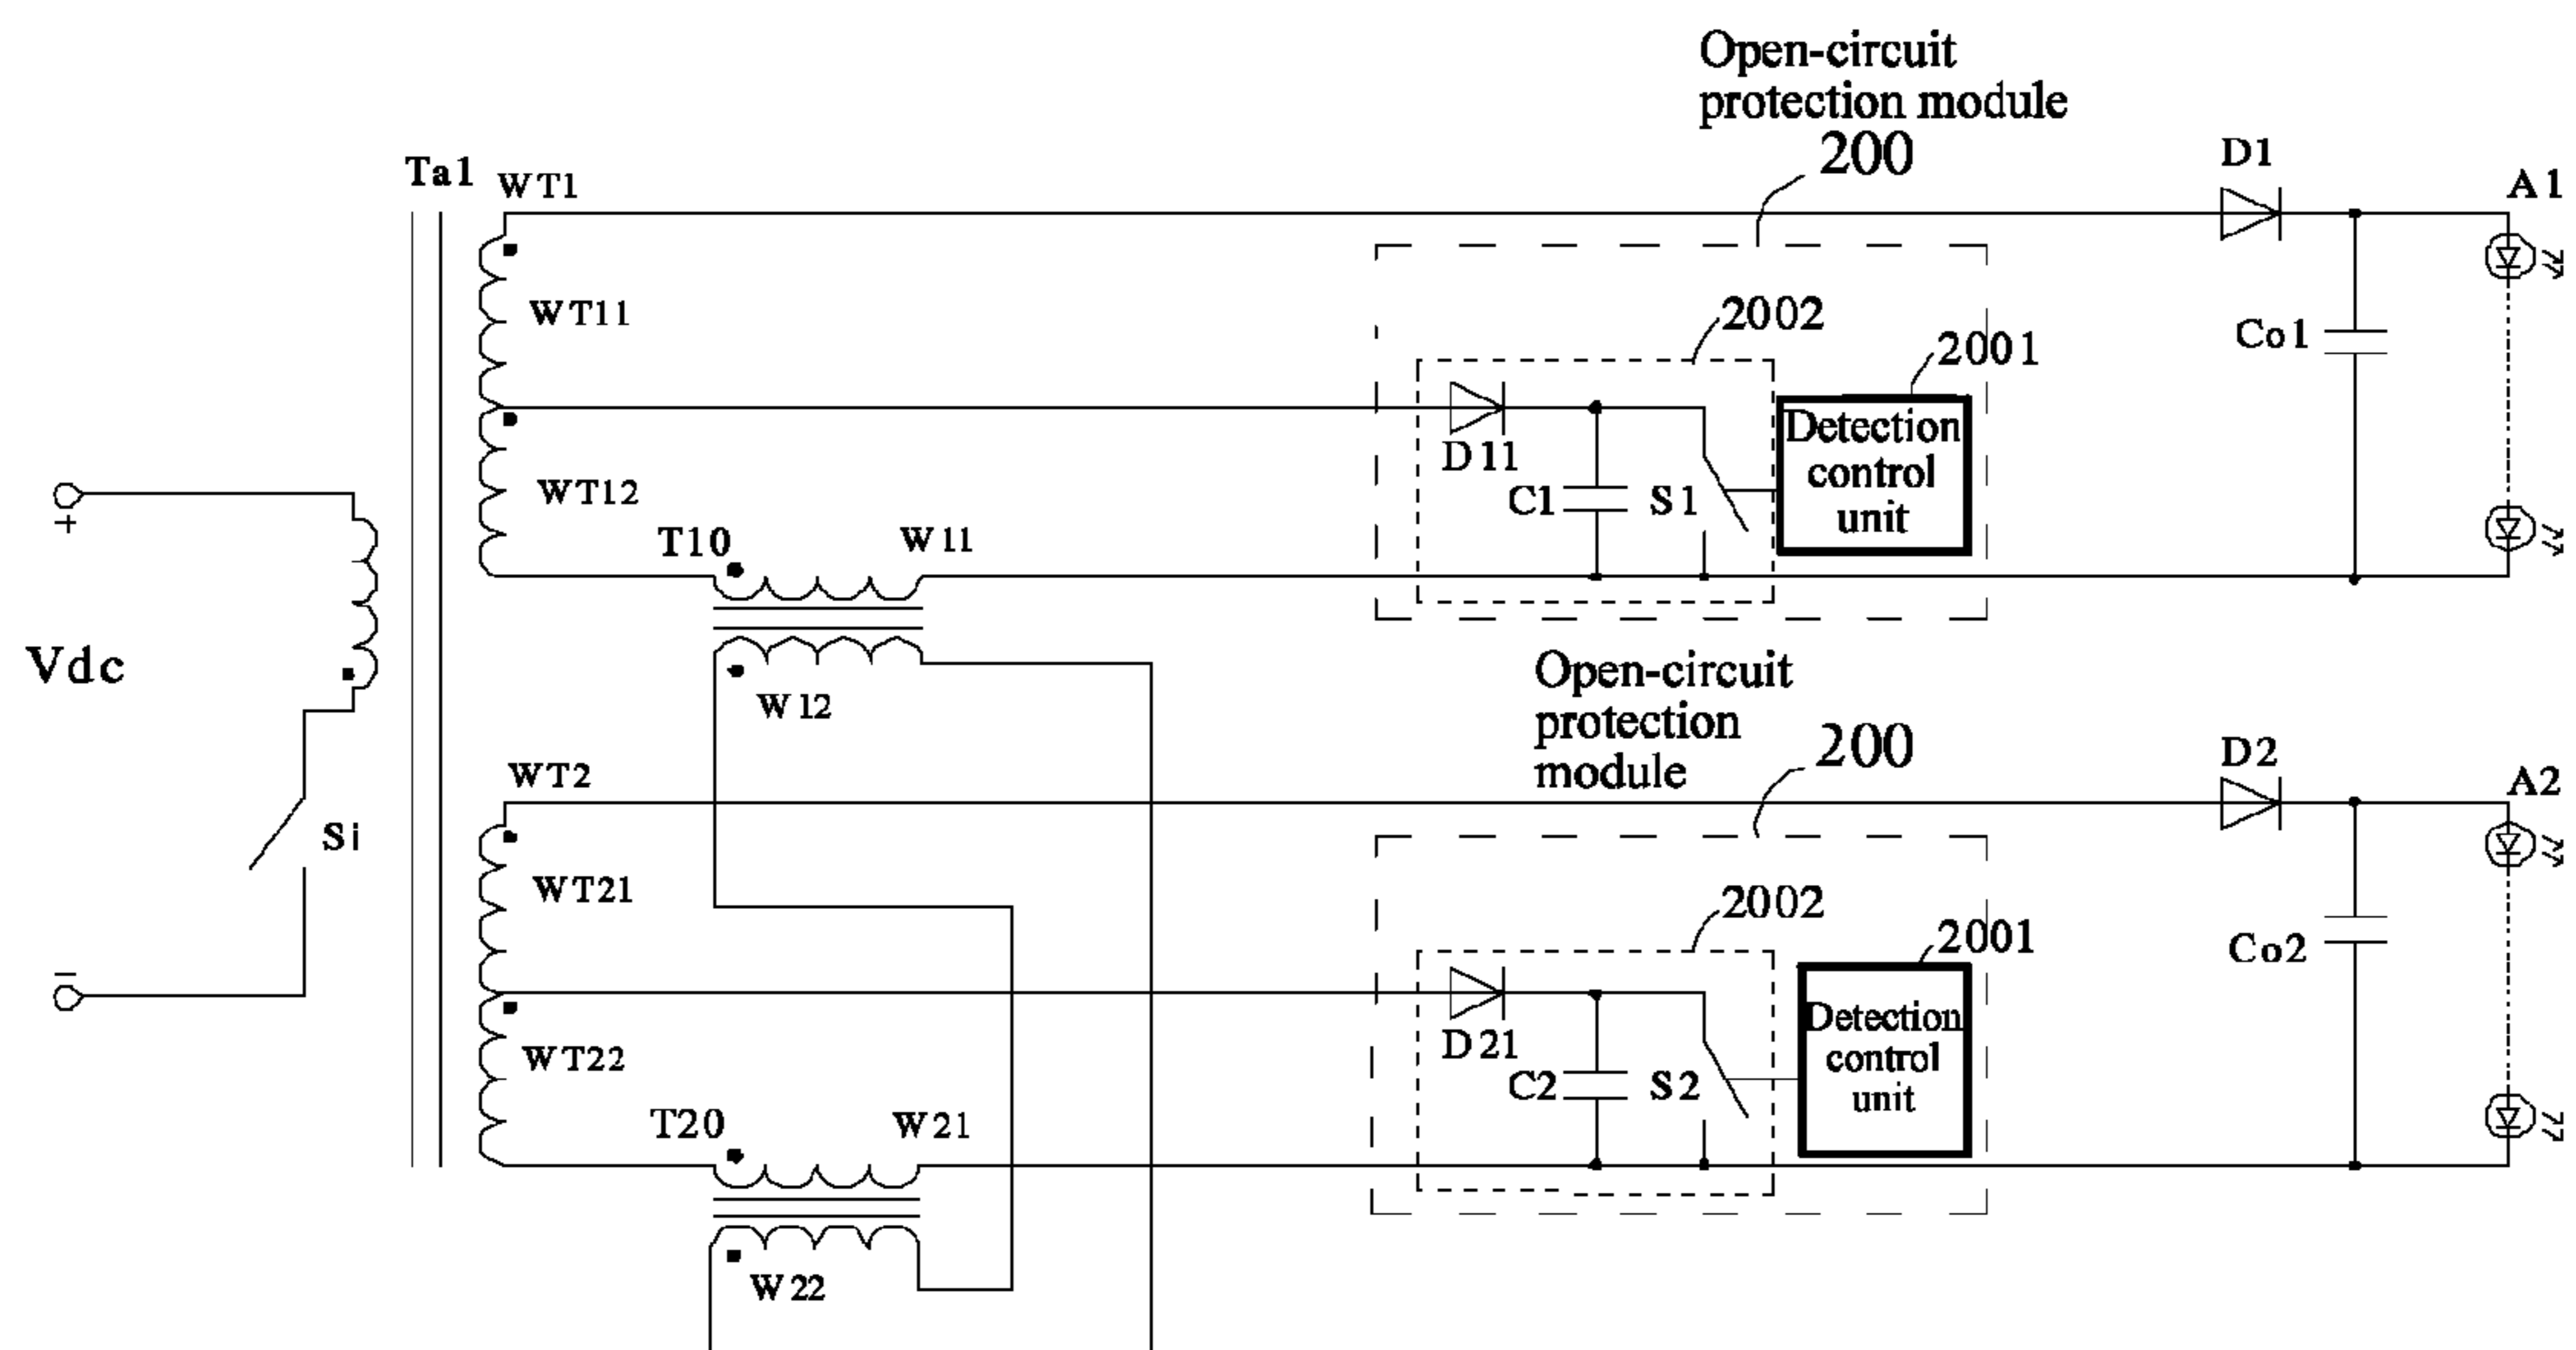 Open-circuit
protection module
200
Ta1
WT1
D1
A1
WT11
2002
2001
Co1
Detection
control
unit
D11
WT12
C1
S1
T10
W11
+
Vdc
W12
Open-circuit
protection
module
200
WT2
D2
A2
Si
WT21
2002
2001
Co2
−
Detection
control
unit
D21
WT22
C2
S2
T20
W21
W22